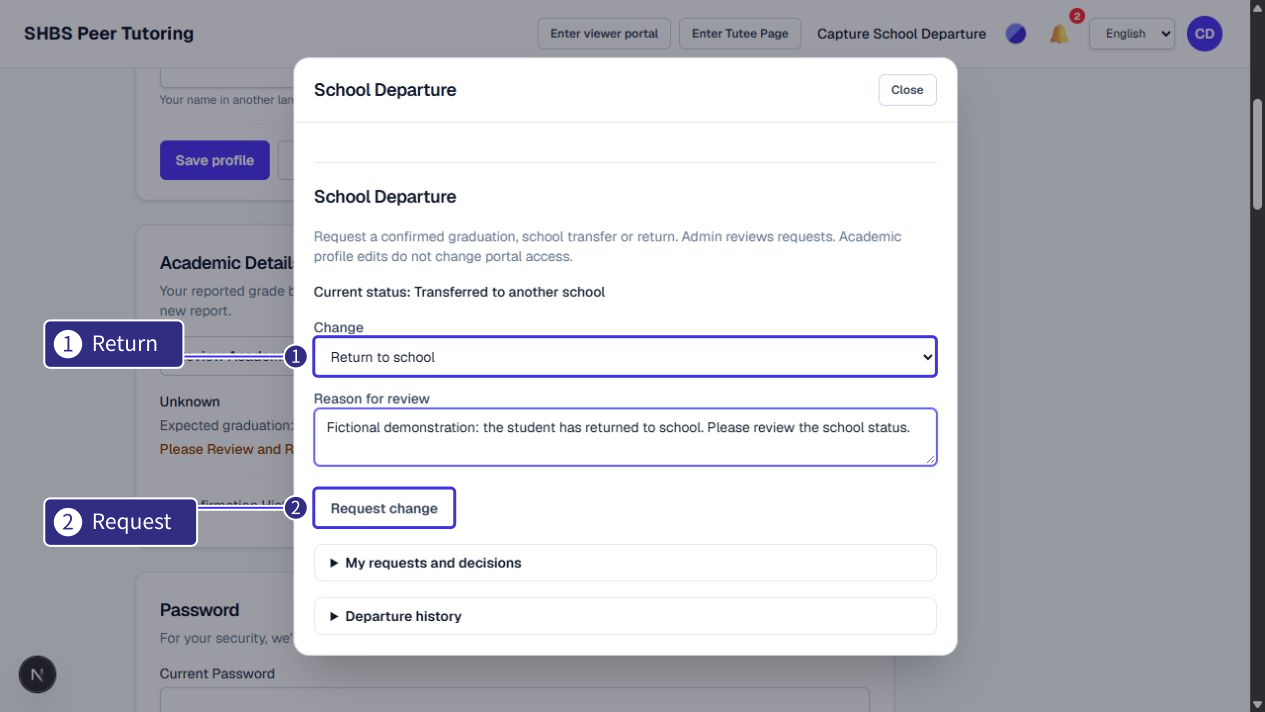 SHBS Peer Tutoring
Enter viewer portal
Enter Tutee Page
Capture School Departure
2
English
CD
School Departure
Close
Your name in another lan
Save profile
School Departure
Request a confirmed graduation, school transfer or return. Admin reviews requests. Academic
profile edits do not change portal access.
Current status: Transferred to another school
Academic Detail
Your reported grade b
new report.
Change
1 Return
1
Return to school
Reason for review
Fictional demonstration: the student has returned to school. Please review the school status.
Unknown
Expected graduation:
Please Review and R
2 Request
2
Request change
My requests and decisions
Departure history
Password
For your security, we'
Current Password
N